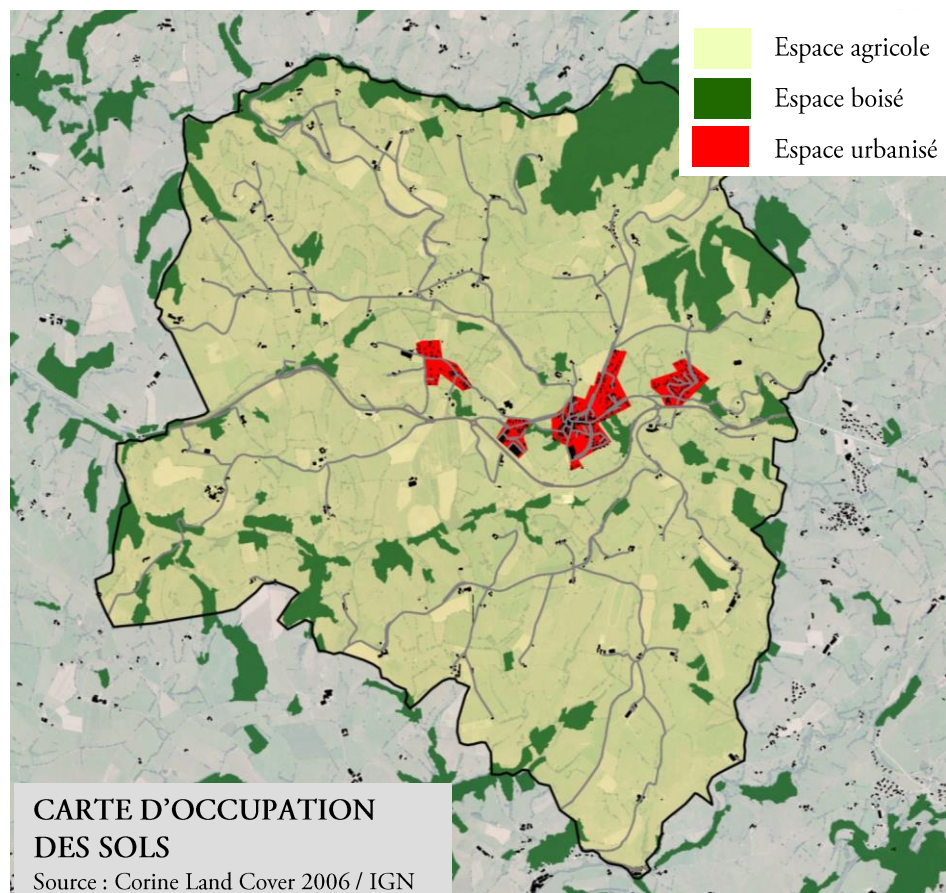 Espace agricole
Espace boisé
Espace urbanisé
CARTE D'OCCUPATION
DES SOLS
Source : Corine Land Cover 2006 / IGN